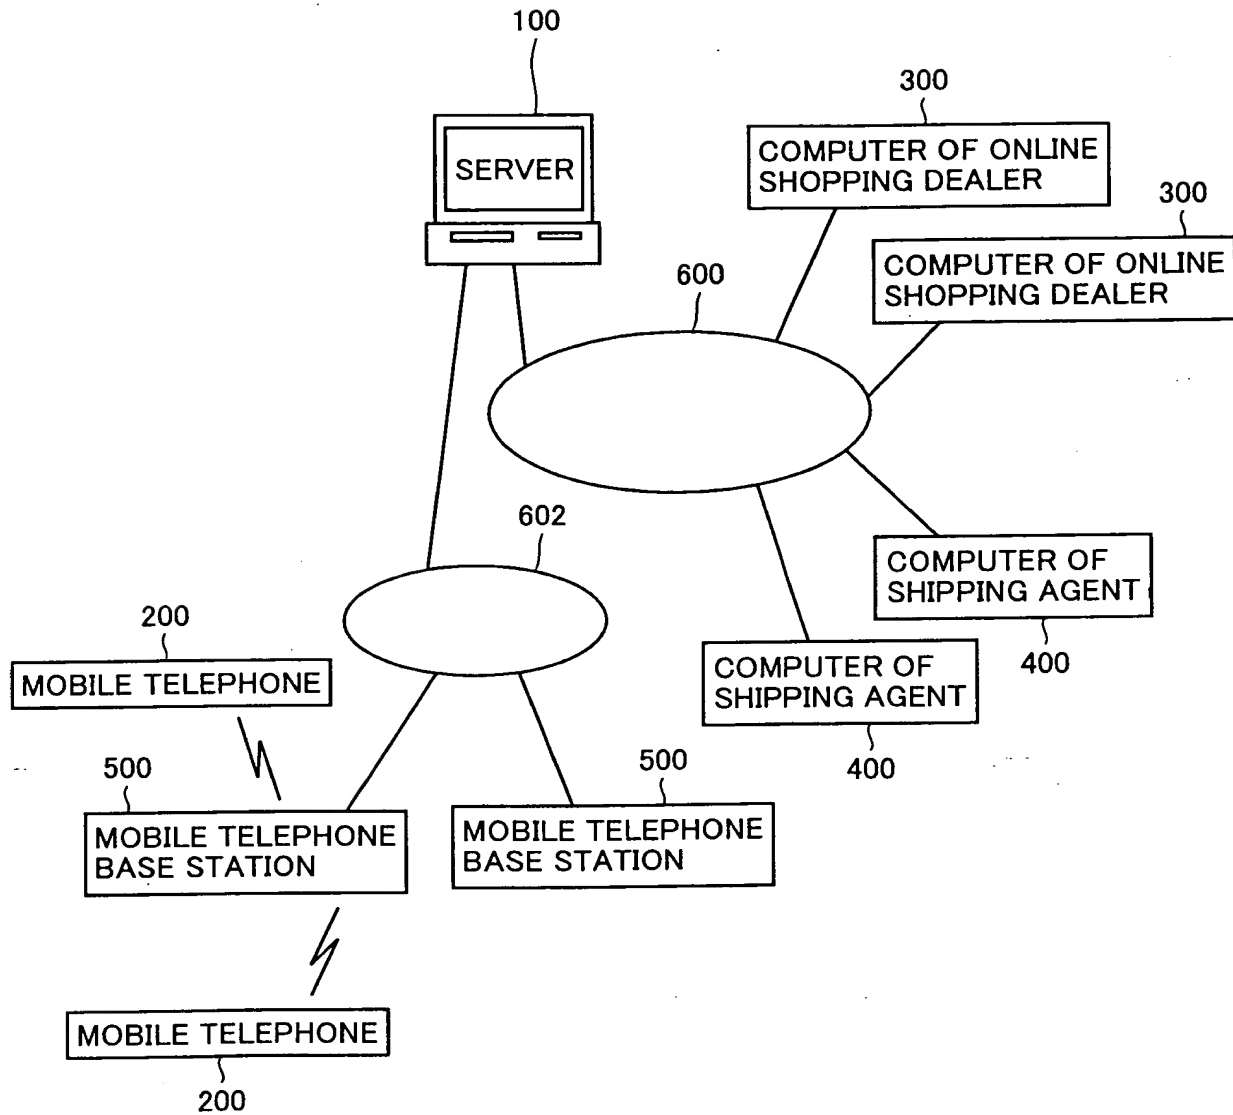 100
SERVER
300
COMPUTER OF ONLINE
SHOPPING DEALER
300
COMPUTER OF ONLINE
SHOPPING DEALER
600
602
COMPUTER OF
SHIPPING AGENT
400
COMPUTER OF
SHIPPING AGENT
400
200
MOBILE TELEPHONE
500
MOBILE TELEPHONE
BASE STATION
500
MOBILE TELEPHONE
BASE STATION
MOBILE TELEPHONE
200